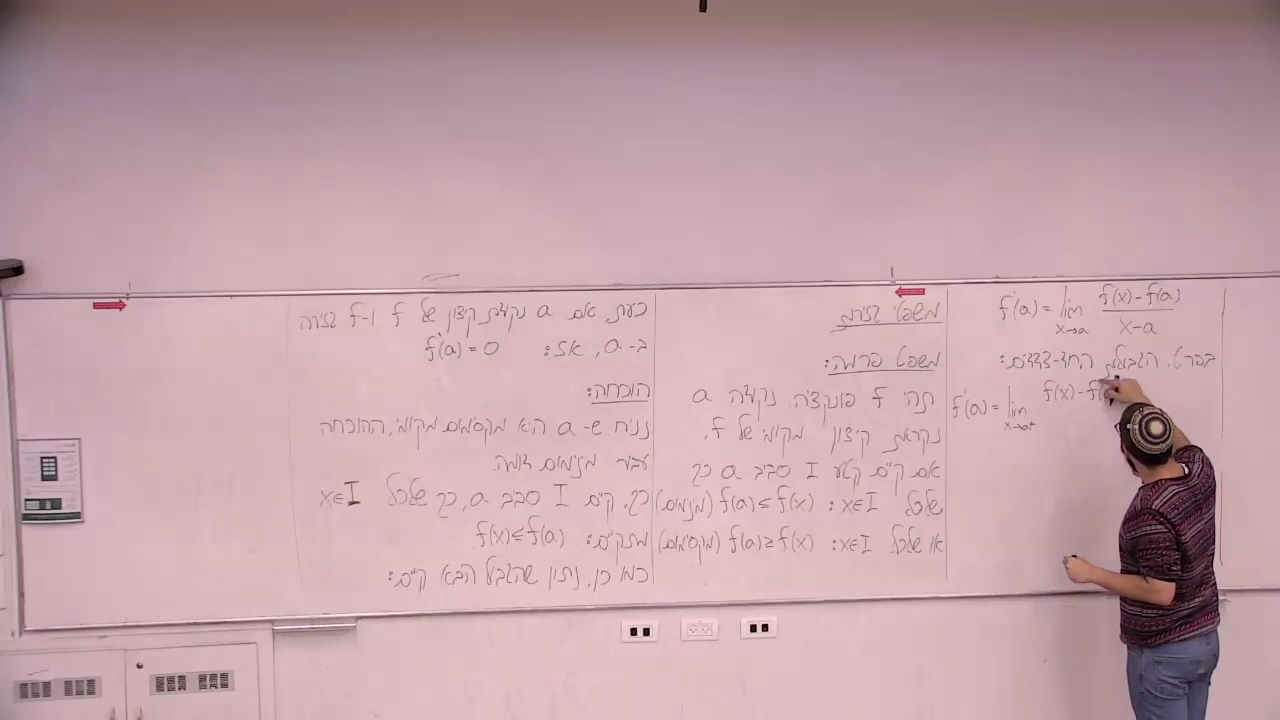 משפטי גזירות
משפט פרמה:
תהי f פונקציה. נקודה a
נקראת קיצון מקומי של f,
אם קיים קטע I סביב a כך
שלכל x∈I : f(a)≤f(x) (מינימום)
או שלכל x∈I : f(a)≥f(x) (מקסימום)
כעת, אם a נקודת קיצון של f ו-f גזירה
ב-a, אז: f'(a)=0
הוכחה:
נניח ש-a היא מקסימום מקומי, ההוכחה
עבור מינימום דומה.
כך, קיים I סביב a, כך שלכל x∈I
מתקיים: f(x)≤f(a).
כמו כן, נתון שהגבול הבא קיים:
f'(a) = lim x→a f(x)-f(a) / x-a
בפרט, הגבולות החד-צדדיים:
f'(a) = lim x→a⁺ f(x)-f(a